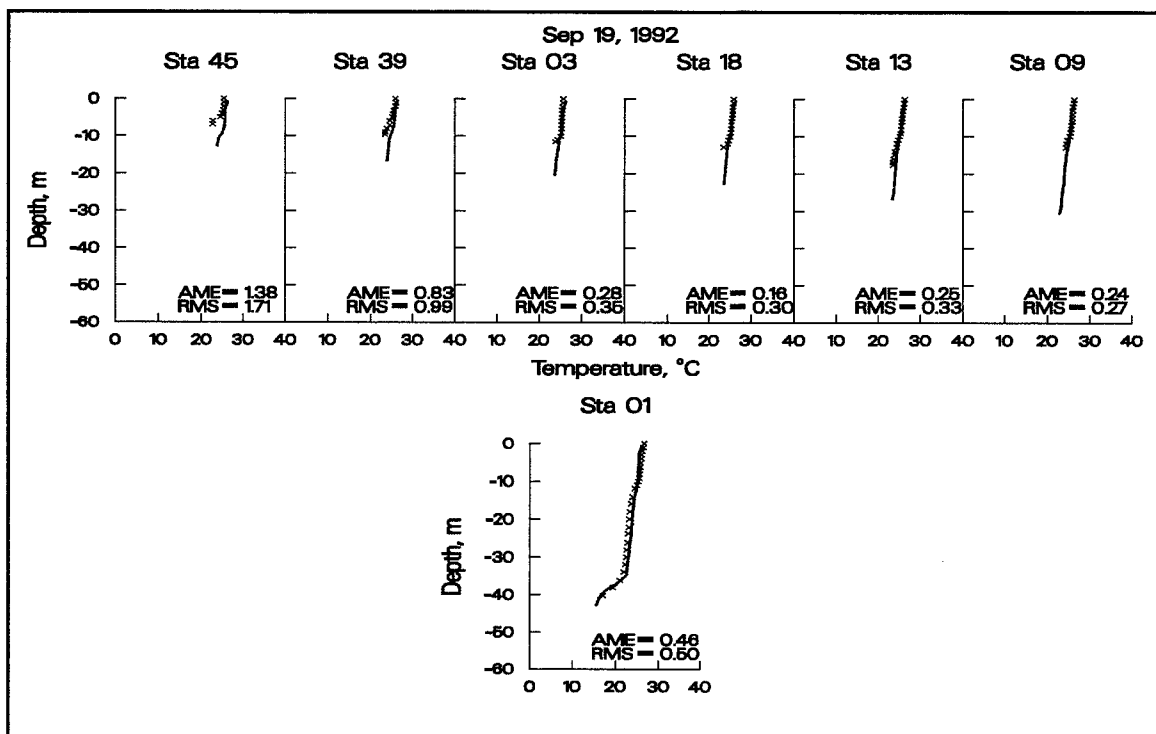 Sep 19, 1992
Sta 45 Sta 39 Sta 03 Sta 18 Sta 13 Sta 09
0
-10
-20
-30
-40
-50
-60
Depth, m
AME= 1.38 AME= 0.83 AME= 0.28 AME= 0.16 AME= 0.25 AME= 0.24
RMS= 1.71 RMS= 0.99 RMS= 0.35 RMS= 0.30 RMS= 0.33 RMS= 0.27
0 10 20 30 40 10 20 30 40 10 20 30 40 10 20 30 40 10 20 30 40 10 20 30 40
Temperature, °C
Sta 01
0
-10
-20
-30
-40
-50
-60
Depth, m
AME= 0.46
RMS= 0.50
0 10 20 30 40